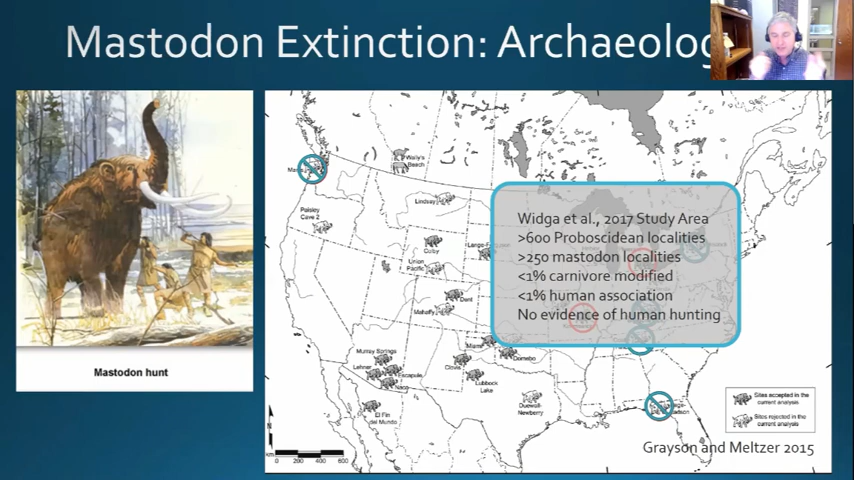 Mastodon Extinction: Archaeolog
Wally's
Beach
Paisley
Cave 2
Lindsay
Colby
Union
Pacific
Dent
Mahaffy
Widga et al., 2017 Study Area
>600 Proboscidean localities
>250 mastodon localities
<1% carnivore modified
<1% human association
No evidence of human hunting
Murray Springs
Lehner
Escapule
Naco
Miami
Domebo
Clovis
Lubbock
Lake
Duewall-
Newberry
El Fin
del Mundo
Sites accepted in the
current analysis
Sites rejected in the
current analysis
N
0 200 400 600
Mastodon hunt
Grayson and Meltzer 2015